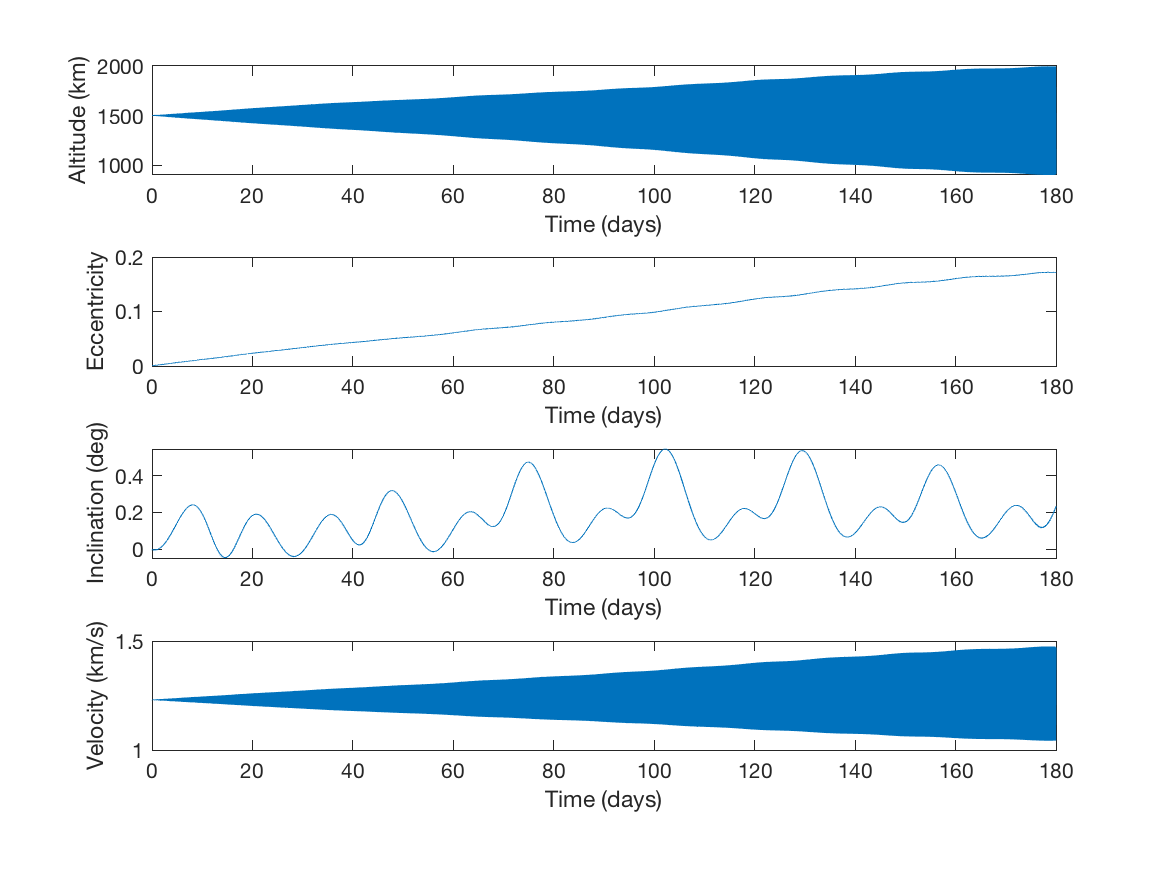 Altitude (km)
2000
1500
1000
0 20 40 60 80 100 120 140 160 180
Time (days)
Eccentricity
0.2
0.1
0
0 20 40 60 80 100 120 140 160 180
Time (days)
Inclination (deg)
0.4
0.2
0
0 20 40 60 80 100 120 140 160 180
Time (days)
Velocity (km/s)
1.5
1
0 20 40 60 80 100 120 140 160 180
Time (days)